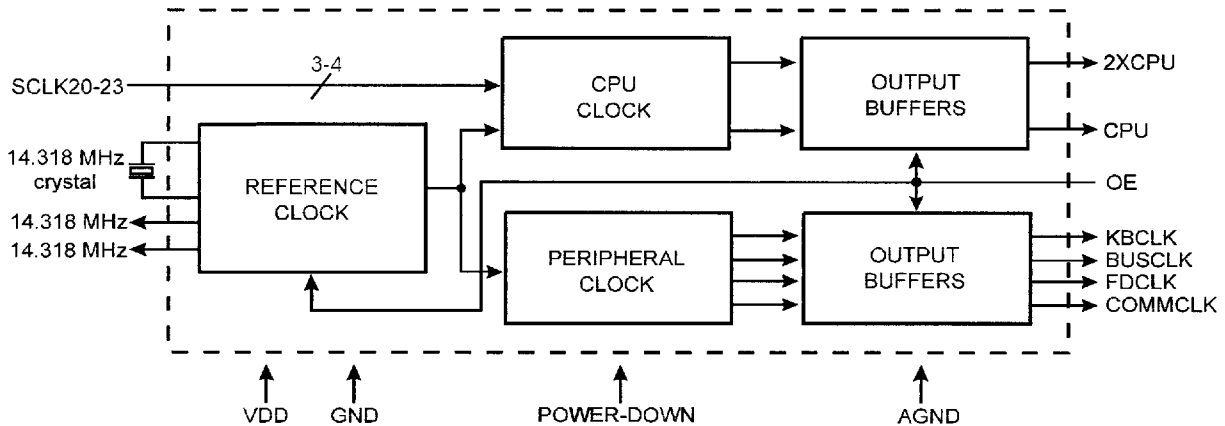 SCLK20-23
3-4
CPU
CLOCK
OUTPUT
BUFFERS
2XCPU
CPU
14.318 MHz
crystal
14.318 MHz
14.318 MHz
REFERENCE
CLOCK
OE
PERIPHERAL
CLOCK
OUTPUT
BUFFERS
KBCLK
BUSCLK
FDCLK
COMMCLK
VDD
GND
POWER-DOWN
AGND